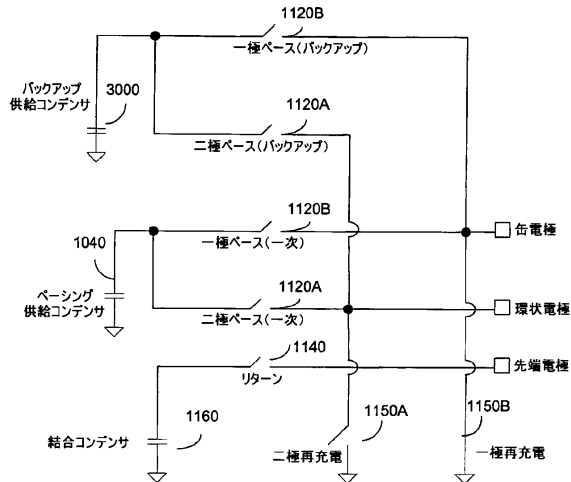 1120B
一極ペース(バックアップ)
バックアップ
供給コンデンサ
3000
1120A
二極ペース(バックアップ)
1120B
一極ペース(一次)
缶電極
1040
ペーシング
供給コンデンサ
1120A
二極ペース(一次)
環状電極
1140
リターン
先端電極
結合コンデンサ
1160
1150A
二極再充電
1150B
一極再充電